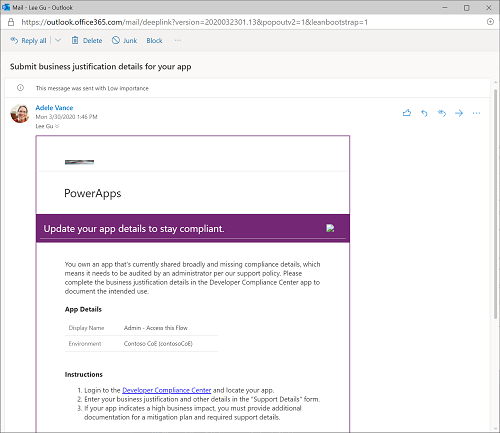 Mail - Lee Gu - Outlook
https://outlook.office365.com/mail/deeplink?version=2020032301.13&popoutv2=1&leanbootstrap=1
Reply all Delete Junk Block ...
Submit business justification details for your app
This message was sent with Low importance
Adele Vance
Mon 3/30/2020 1:46 PM
Lee Gu
PowerApps
Update your app details to stay compliant.
You own an app that's currently shared broadly and missing compliance details, which
means it needs to be audited by an administrator per our support policy. Please
complete the business justification details in the Developer Compliance Center app to
document the intended use.
App Details
Display Name Admin - Access this Flow
Environment Contoso CoE (contosoCoE)
Instructions
1. Login to the Developer Compliance Center and locate your app.
2. Enter your business justification and other details in the "Support Details" form.
3. If your app indicates a high business impact, you must provide additional
documentation for a mitigation plan and required support details.